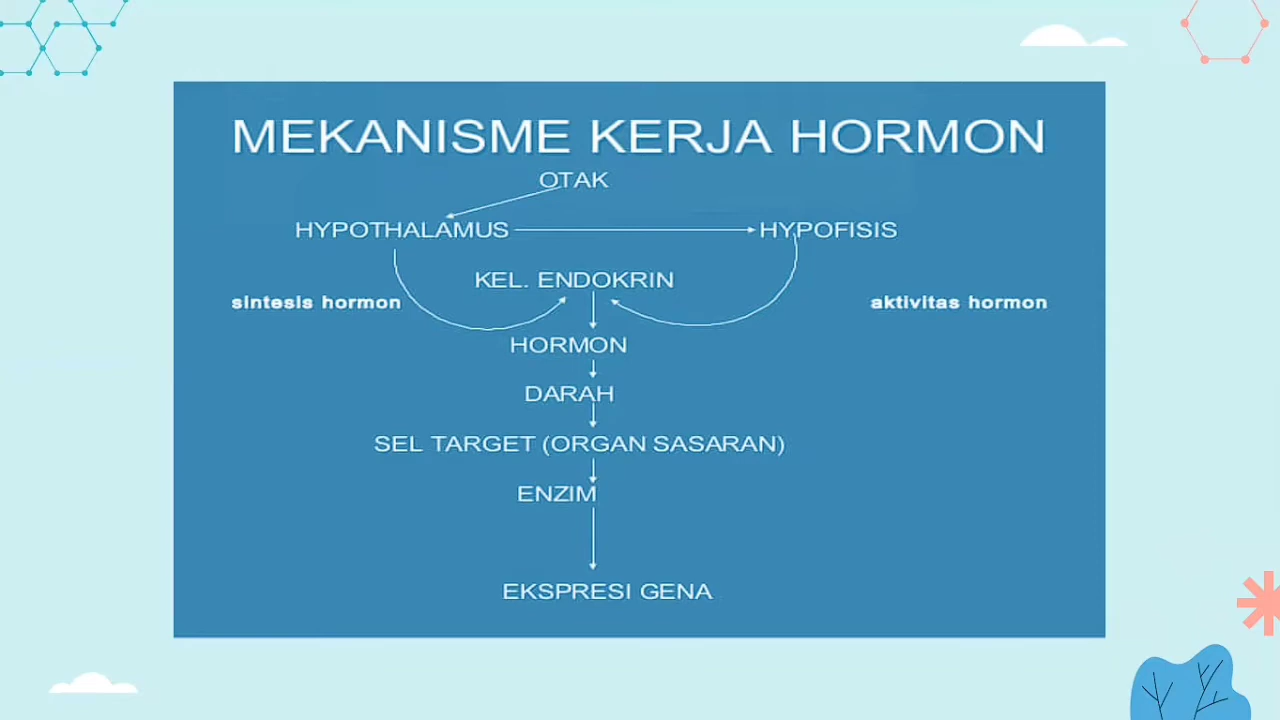 MEKANISME KERJA HORMON
OTAK
HYPOTHALAMUS
HYPOFISIS
KEL. ENDOKRIN
sintesis hormon
aktivitas hormon
HORMON
DARAH
SEL TARGET (ORGAN SASARAN)
ENZIM
EKSPRESI GENA